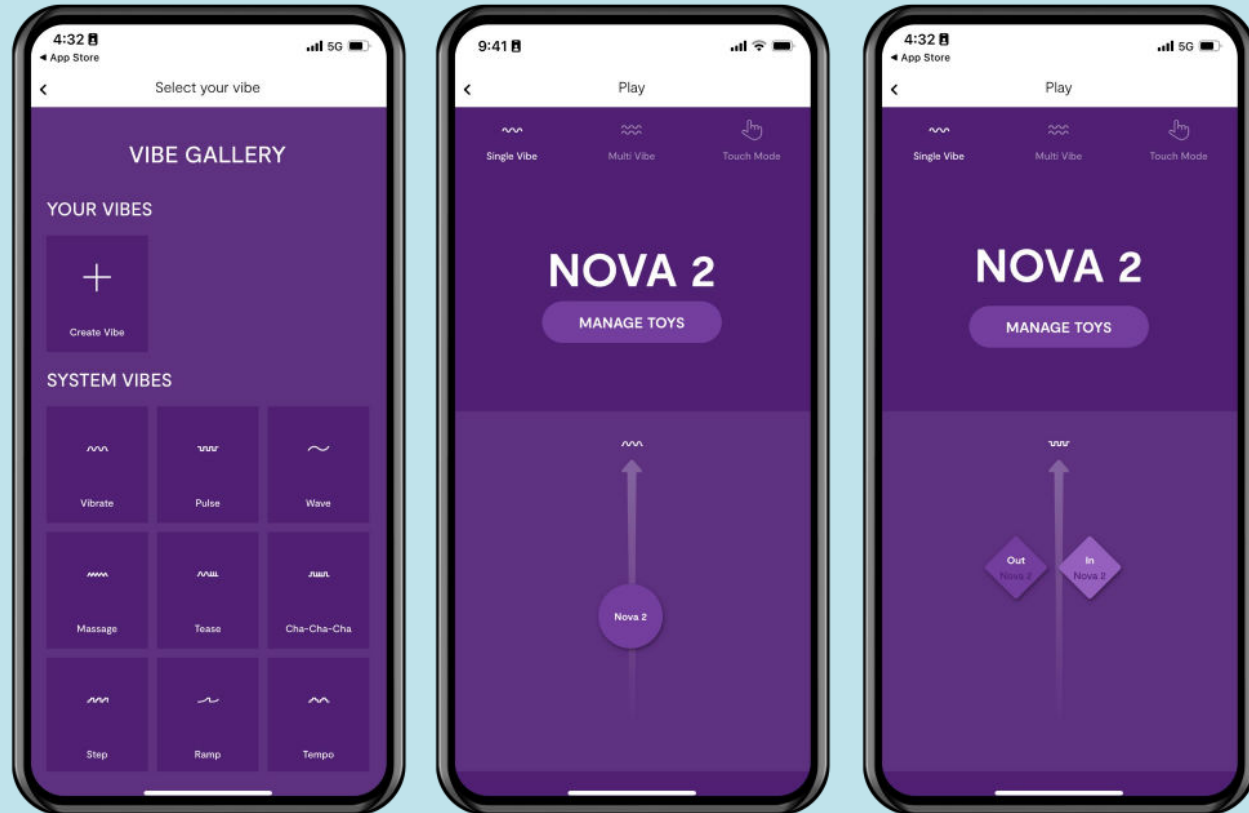 4:32
5G
App Store
Select your vibe
VIBE GALLERY
YOUR VIBES
Create Vibe
SYSTEM VIBES
Vibrate
Pulse
Wave
Massage
Tease
Cha-Cha-Cha
Step
Ramp
Tempo
9:41
Play
Single Vibe
Multi Vibe
Touch Mode
NOVA 2
MANAGE TOYS
Nova 2
4:32
5G
App Store
Play
Single Vibe
Multi Vibe
Touch Mode
NOVA 2
MANAGE TOYS
Out
Nova 2
In
Nova 2